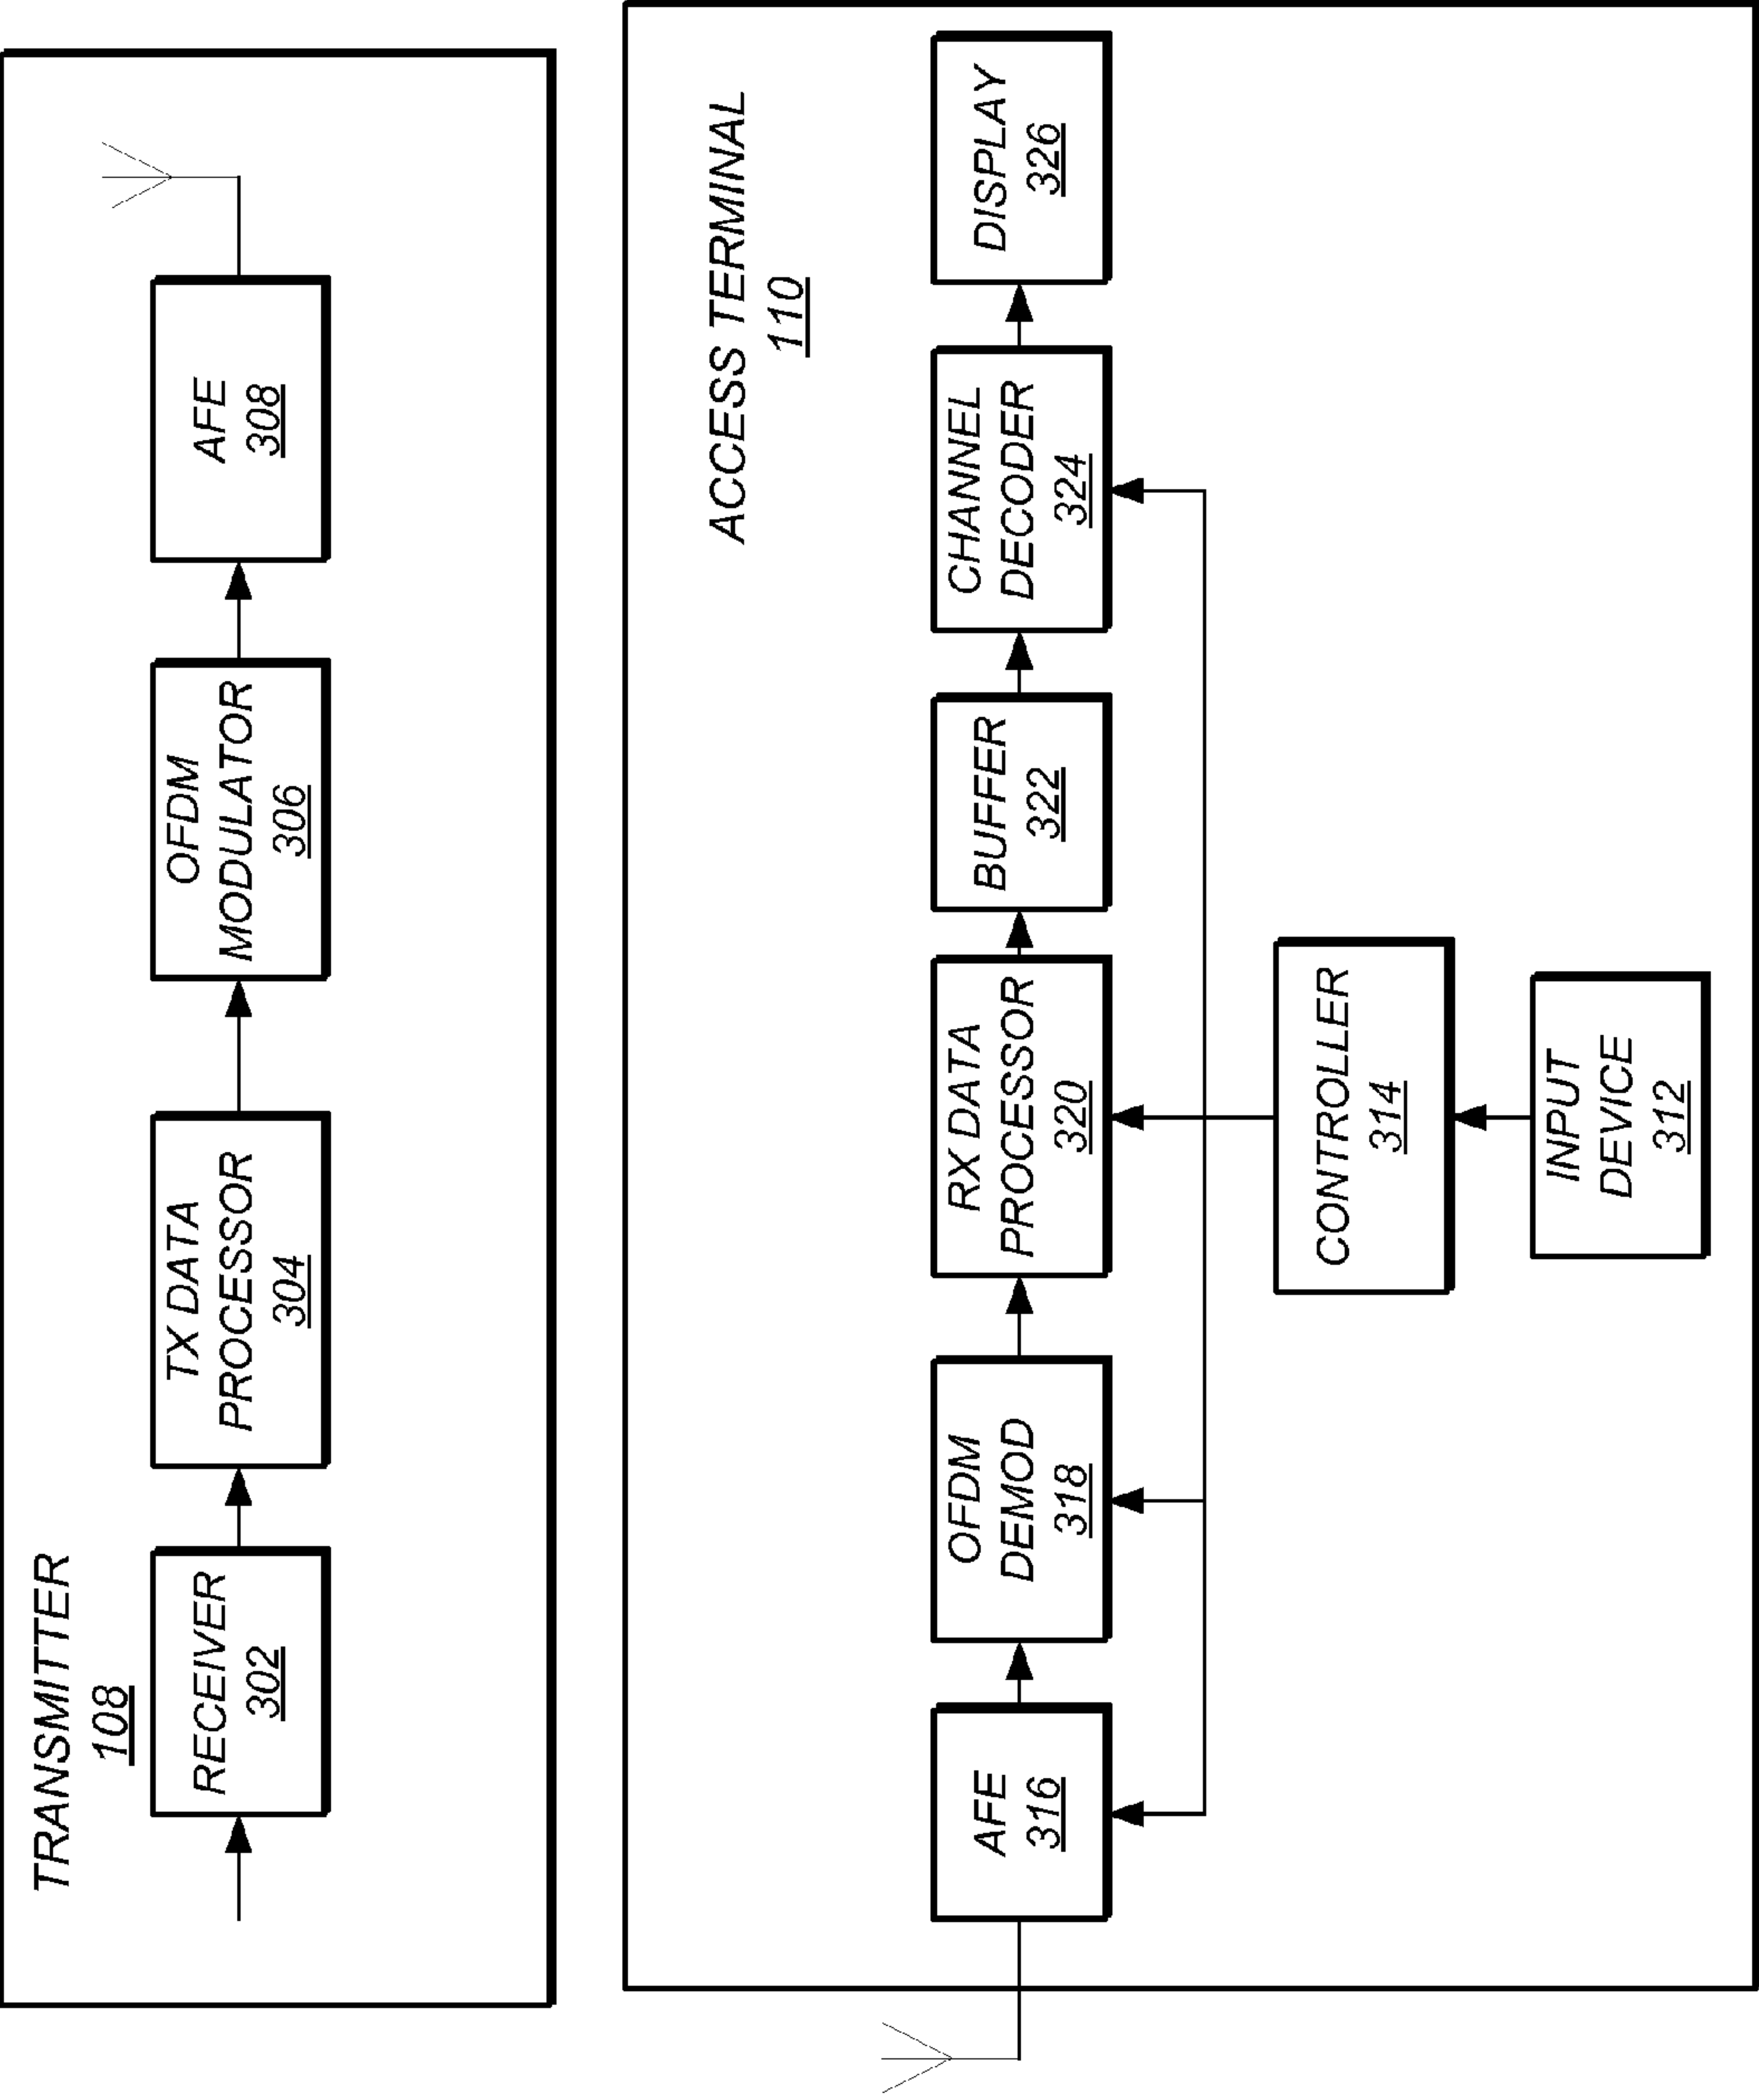 TRANSMITTER
108
RECEIVER
302
TX DATA
PROCESSOR
304
OFDM
MODULATOR
306
AFE
308
ACCESS TERMINAL
110
AFE
316
OFDM
DEMOD
318
RX DATA
PROCESSOR
320
BUFFER
322
CHANNEL
DECODER
324
DISPLAY
326
CONTROLLER
314
INPUT
DEVICE
312